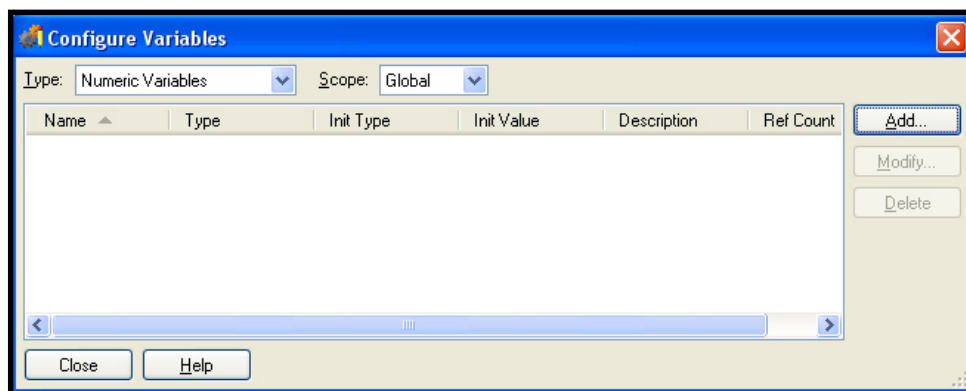 Configure Variables
Type: Numeric Variables Scope: Global
Name Type Init Type Init Value Description Ref Count Add...
Modify...
Delete
Close Help